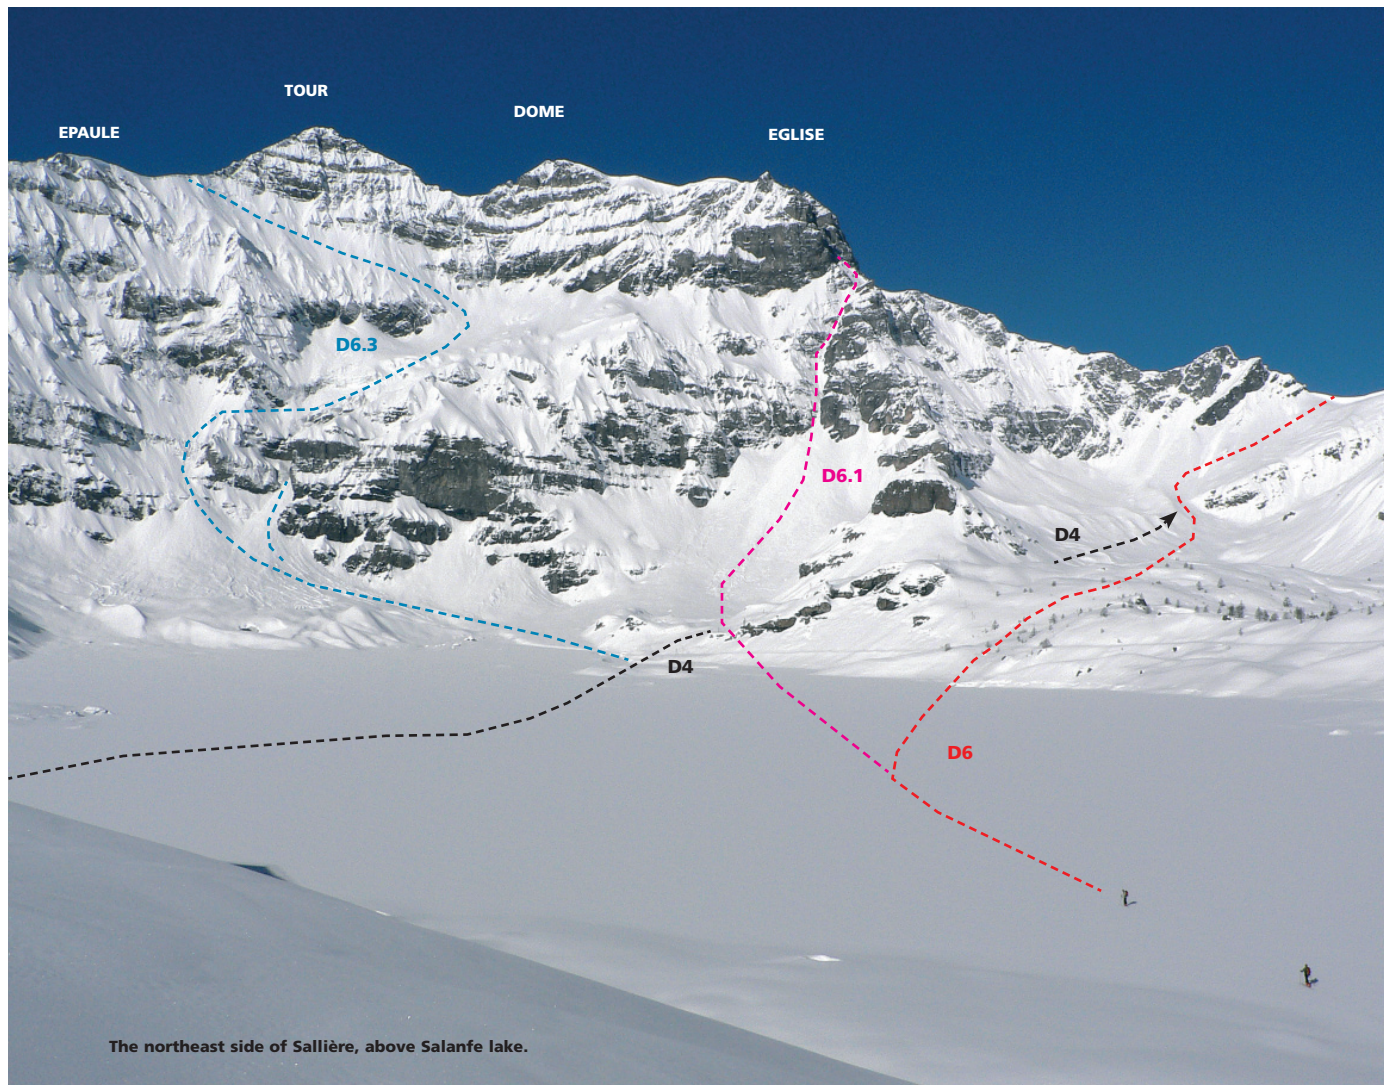 TOUR
DOME
EPAULE
EGLISE
D6.3
D6.1
D4
D4
D6
The northeast side of Sallière, above Salanfe lake.